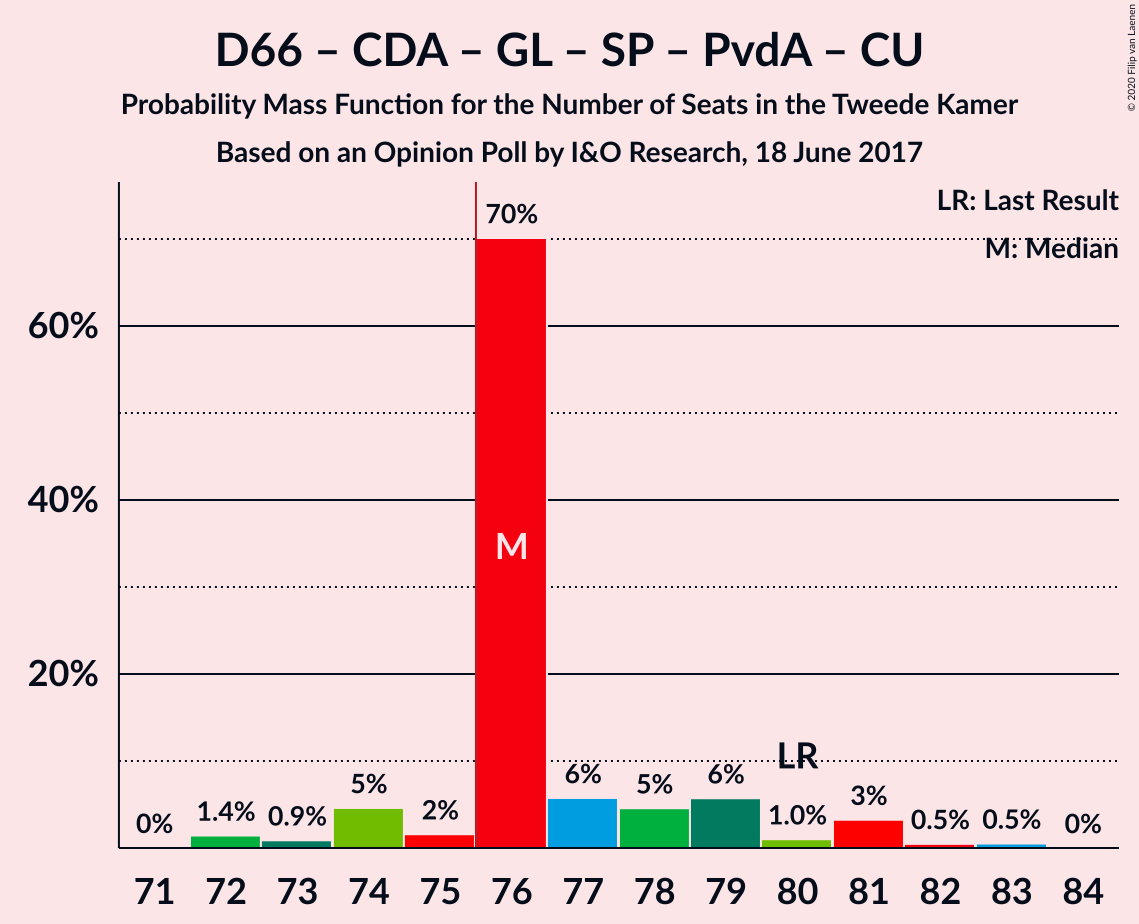 D66 – CDA – GL – SP – PvdA – CU
Probability Mass Function for the Number of Seats in the Tweede Kamer
Based on an Opinion Poll by I&O Research, 18 June 2017
© 2020 Filip van Laenen
LR: Last Result
M: Median
60%
40%
20%
0%
1.4%
0.9%
5%
2%
70%
6%
5%
6%
1.0%
3%
0.5%
0.5%
0%
M
LR
71 72 73 74 75 76 77 78 79 80 81 82 83 84